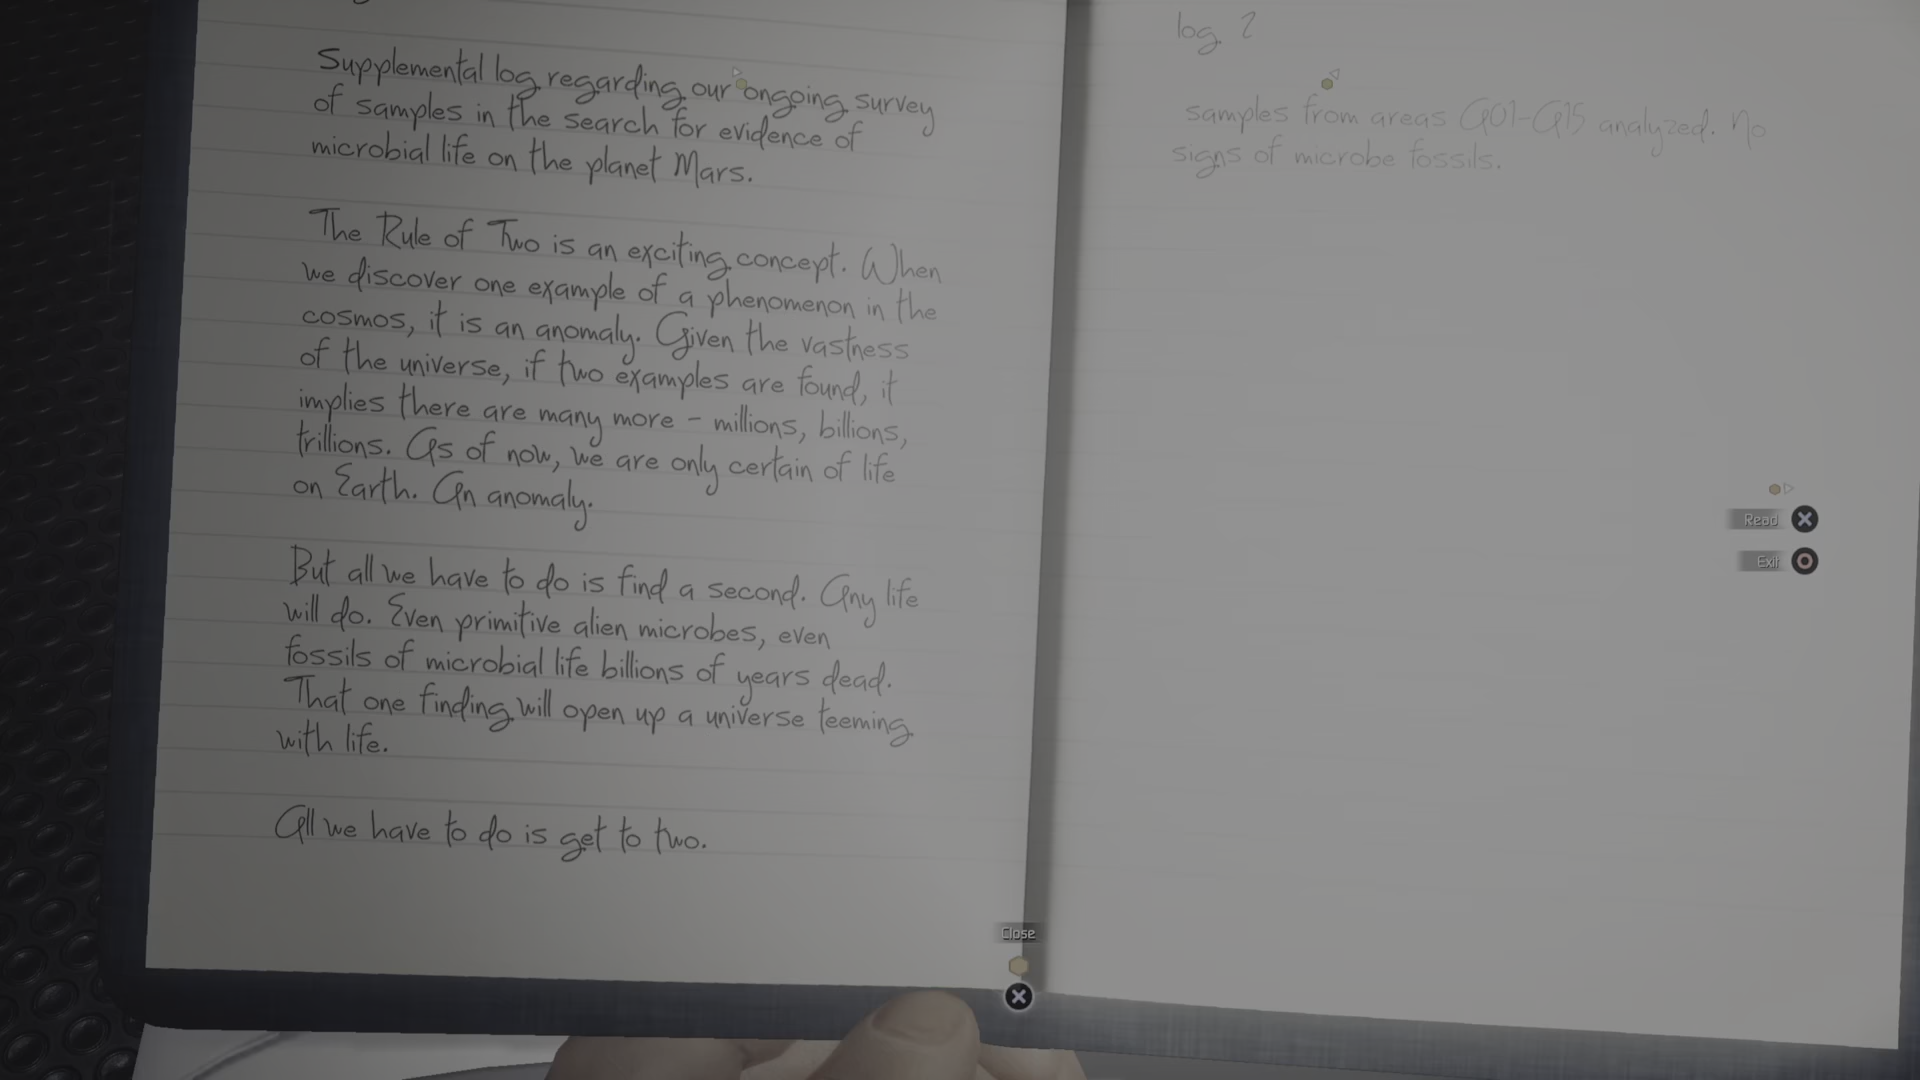 Supplemental log regarding our ongoing survey
of samples in the search for evidence of
microbial life on the planet Mars.
The Rule of Two is an exciting concept. When
we discover one example of a phenomenon in the
cosmos, it is an anomaly. Given the vastness
of the universe, if two examples are found, it
implies there are many more - millions, billions,
trillions. As of now, we are only certain of life
on Earth. An anomaly.
But all we have to do is find a second. Any life
will do. Even primitive alien microbes, even
fossils of microbial life billions of years dead.
That one finding will open up a universe teeming
with life.
All we have to do is get to two.
log 2
samples from areas A01-A15 analyzed. No
signs of microbe fossils.
Read
Exit
Close